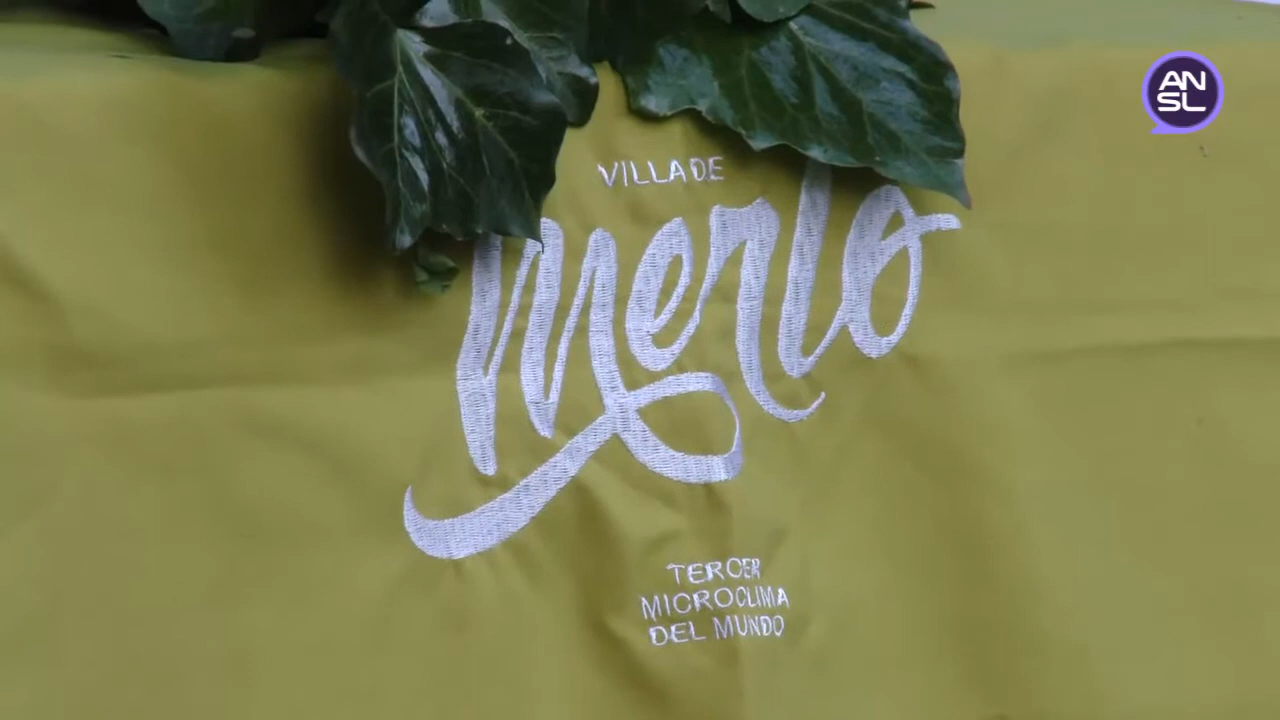 AN
SL
VILLA DE
Merlo
TERCER
MICROCLIMA
DEL MUNDO